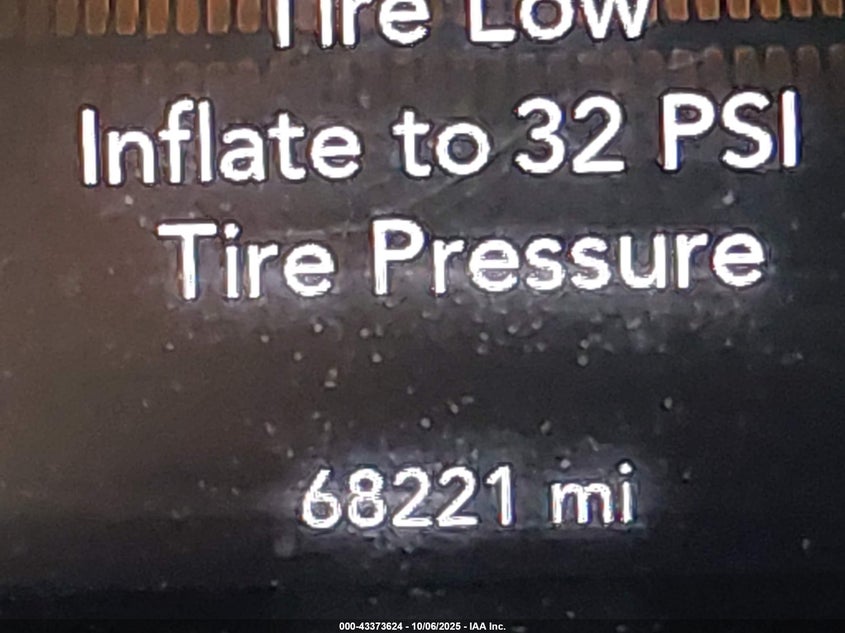 Tire Low
Inflate to 32 PSI
Tire Pressure
68221 mi
000-43373624 - 10/06/2025 - IAA Inc.